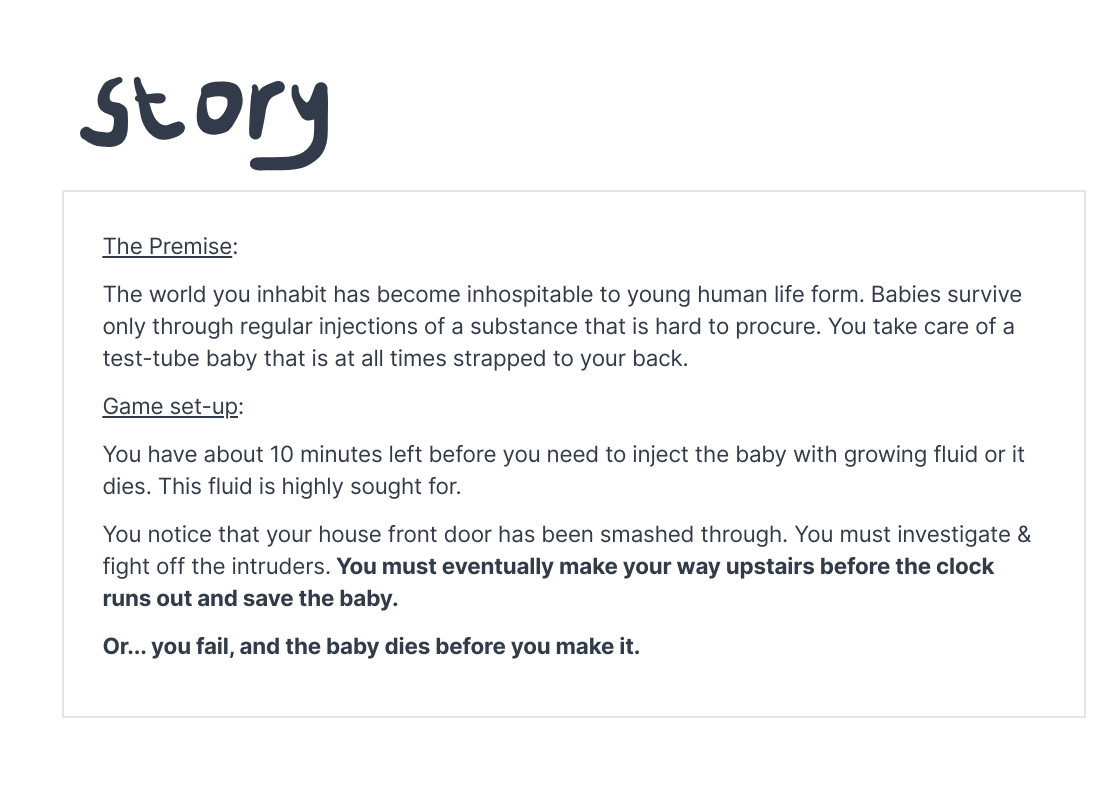 story
The Premise:
The world you inhabit has become inhospitable to young human life form. Babies survive
only through regular injections of a substance that is hard to procure. You take care of a
test-tube baby that is at all times strapped to your back.
Game set-up:
You have about 10 minutes left before you need to inject the baby with growing fluid or it
dies. This fluid is highly sought for.
You notice that your house front door has been smashed through. You must investigate &
fight off the intruders. You must eventually make your way upstairs before the clock
runs out and save the baby.
Or... you fail, and the baby dies before you make it.